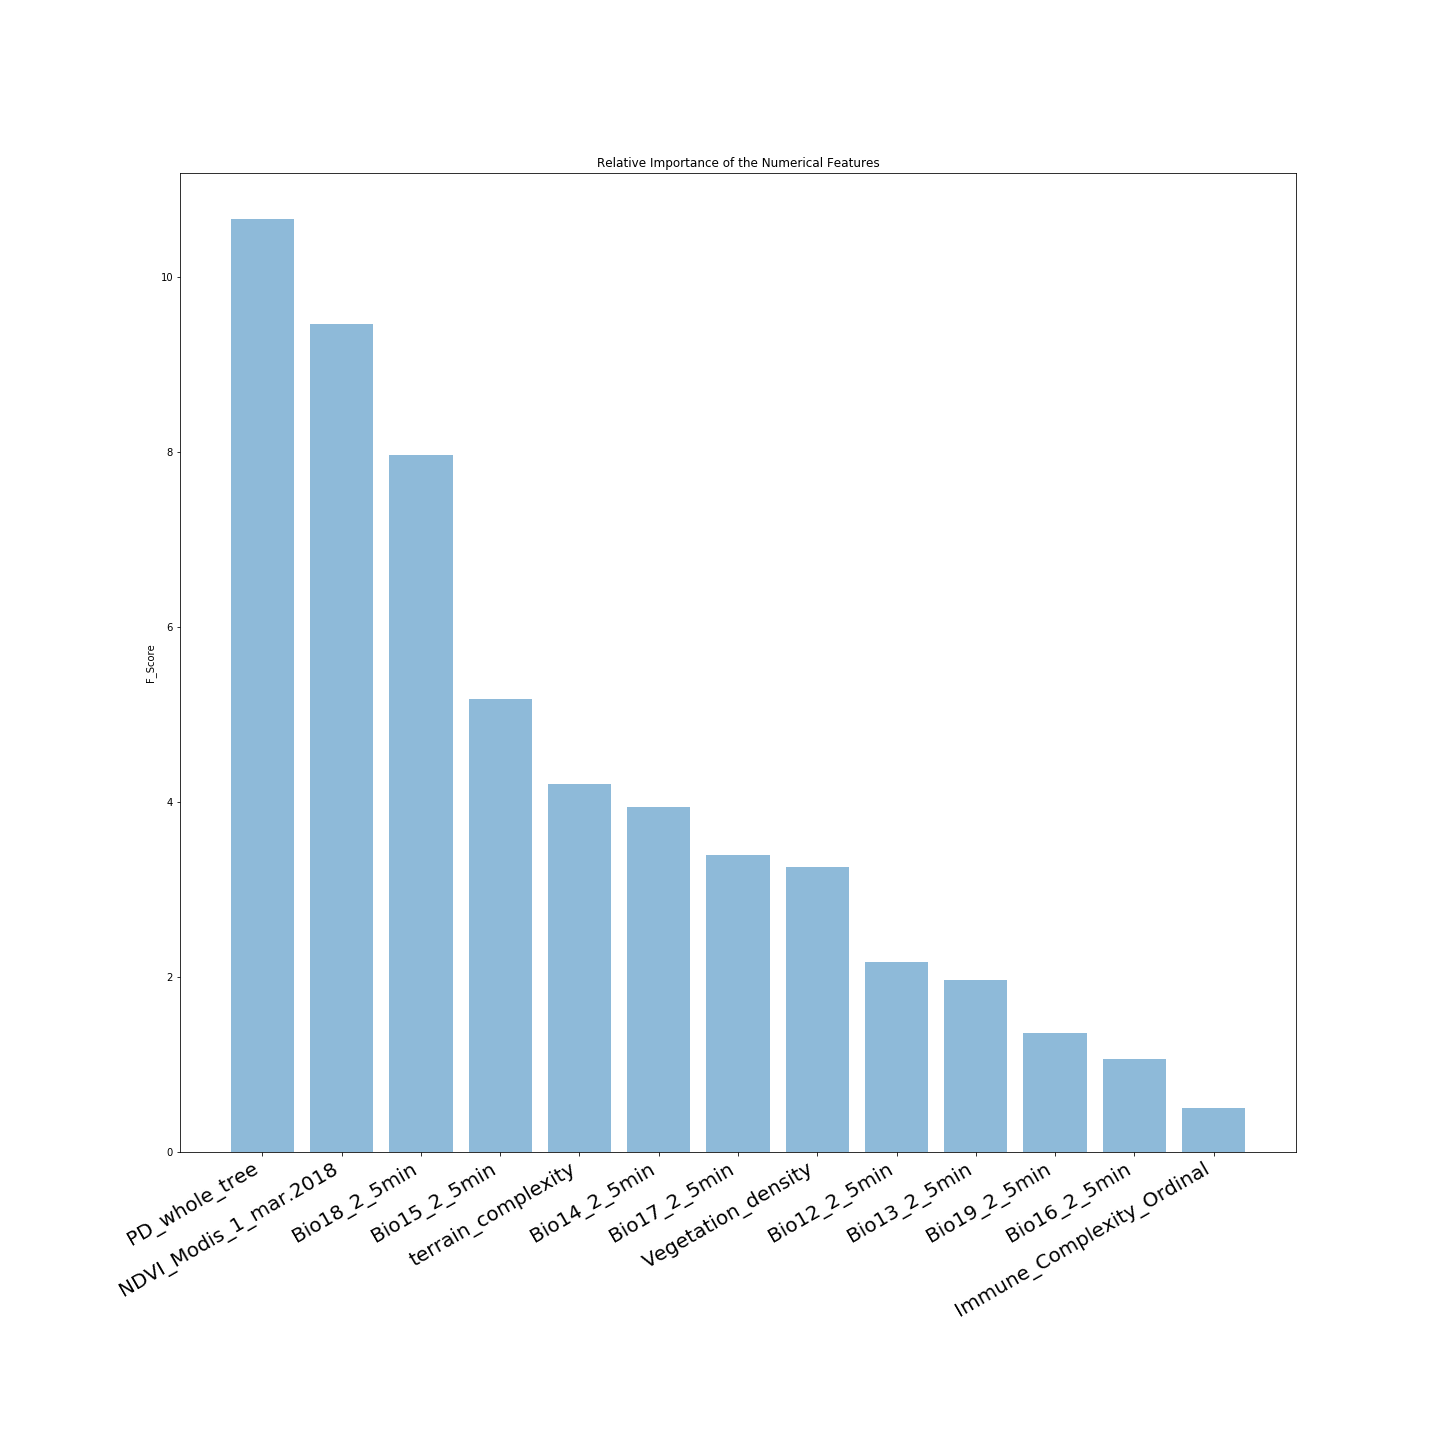 Relative Importance of the Numerical Features
10
8
6
4
2
0
F_Score
PD_whole_tree
NDVI_Modis_1_mar.2018
Bio18_2_5min
Bio15_2_5min
terrain_complexity
Bio14_2_5min
Bio17_2_5min
Vegetation_density
Bio12_2_5min
Bio13_2_5min
Bio19_2_5min
Bio16_2_5min
Immune_Complexity_Ordinal